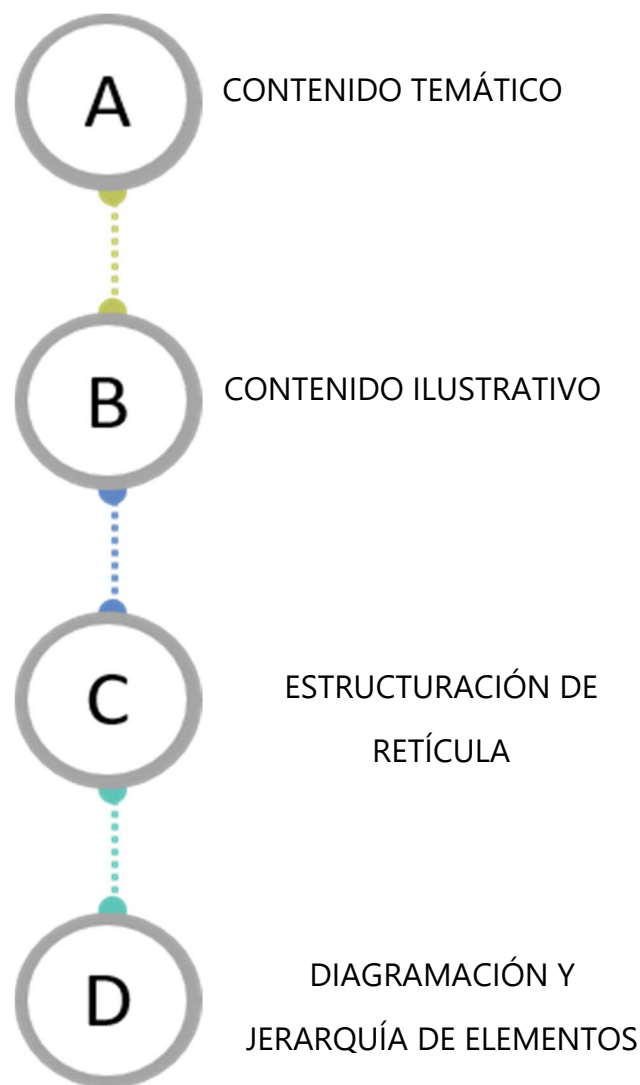 A
CONTENIDO TEMÁTICO
B
CONTENIDO ILUSTRATIVO
C
ESTRUCTURACIÓN DE
RETÍCULA
D
DIAGRAMACIÓN Y
JERARQUÍA DE ELEMENTOS